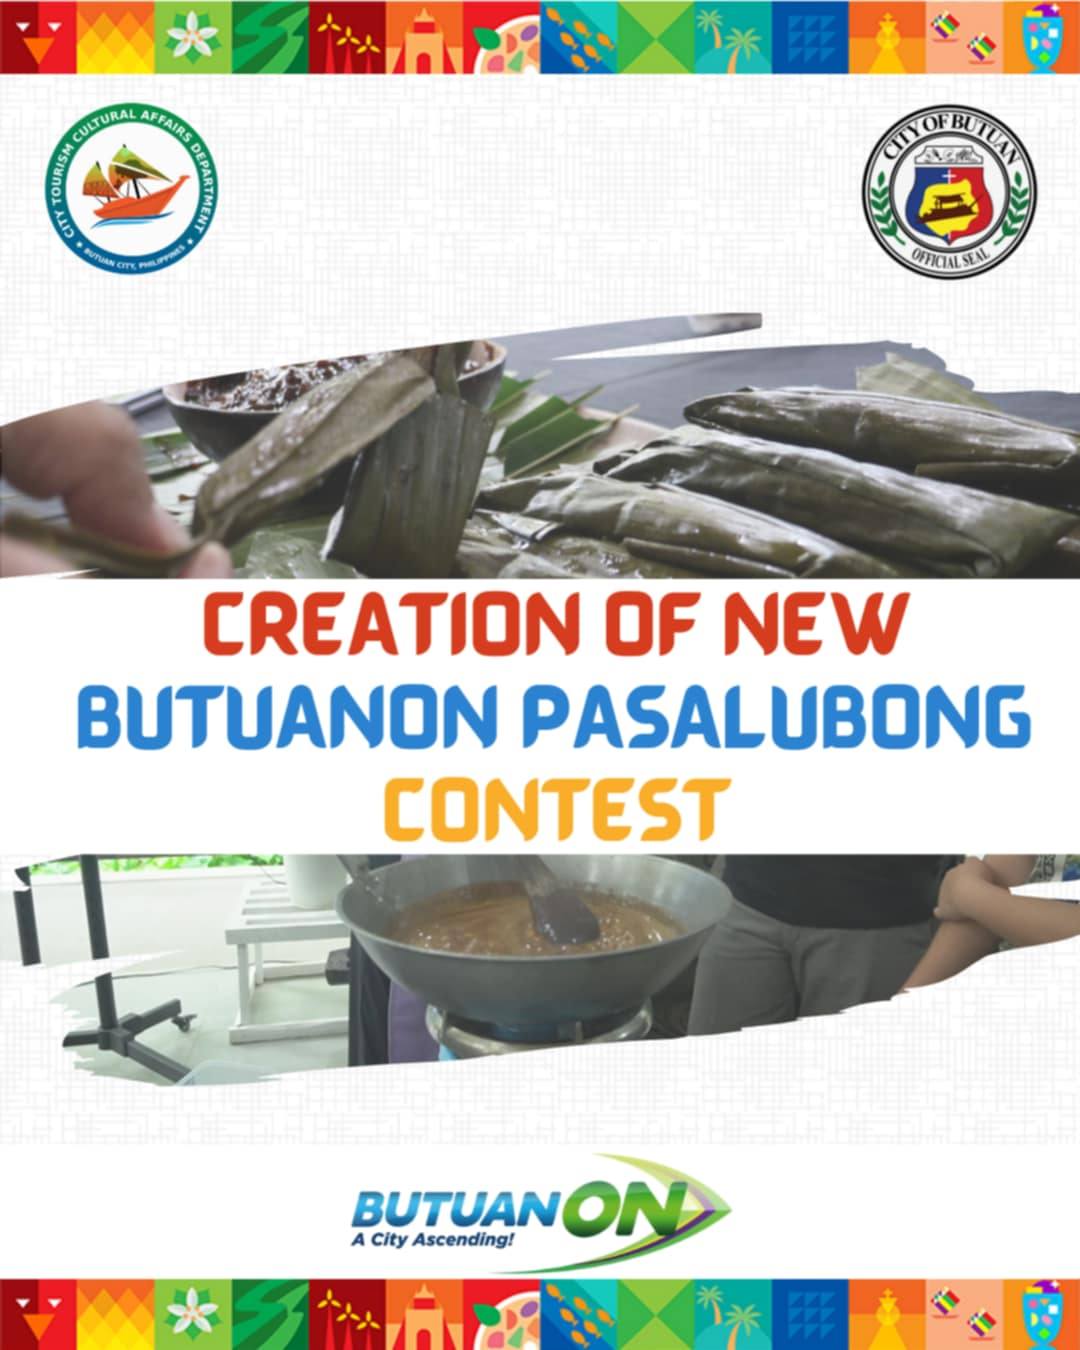 CITY TOURISM CULTURAL AFFAIRS DEPARTMENT
BUTUAN CITY, PHILIPPINES
CITY OF BUTUAN
OFFICIAL SEAL
CREATION OF NEW
BUTUANON PASALUBONG
CONTEST
BUTUANON
A City Ascending!